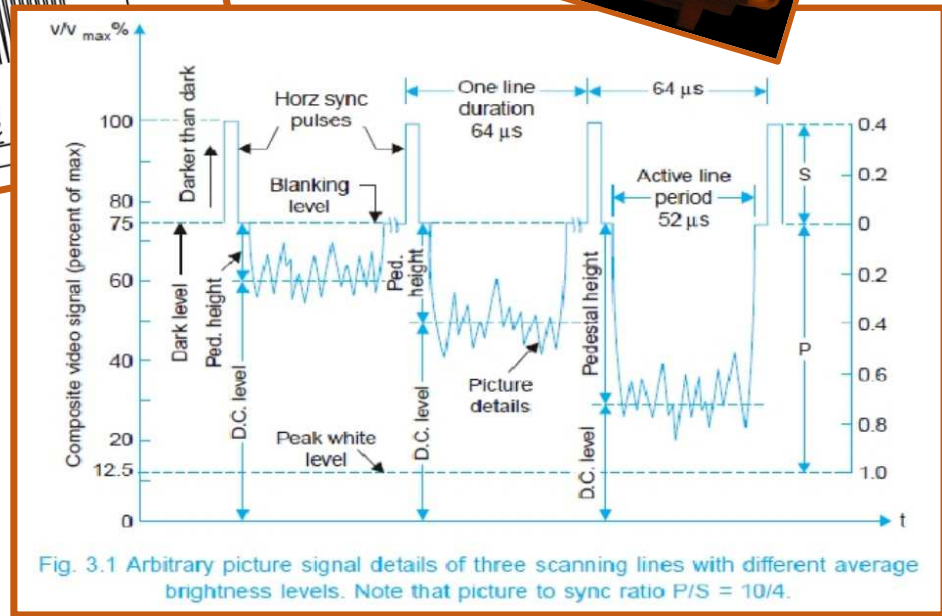 v/v max%
Composite video signal (percent of max)
100
80
75
60
40
20
12.5
0
Darker than dark
Dark level
Horz sync
pulses
Blanking
level
One line
duration
64 μs
64 μs
Active line
period
52 μs
Ped. height
D.C. level
Ped.
height
D.C. level
Pedestal height
D.C. level
Picture
details
Peak white
level
0.4
0.2
0
0.2
0.4
0.6
0.8
1.0
S
P
t
Fig. 3.1 Arbitrary picture signal details of three scanning lines with different average
brightness levels. Note that picture to sync ratio P/S = 10/4.